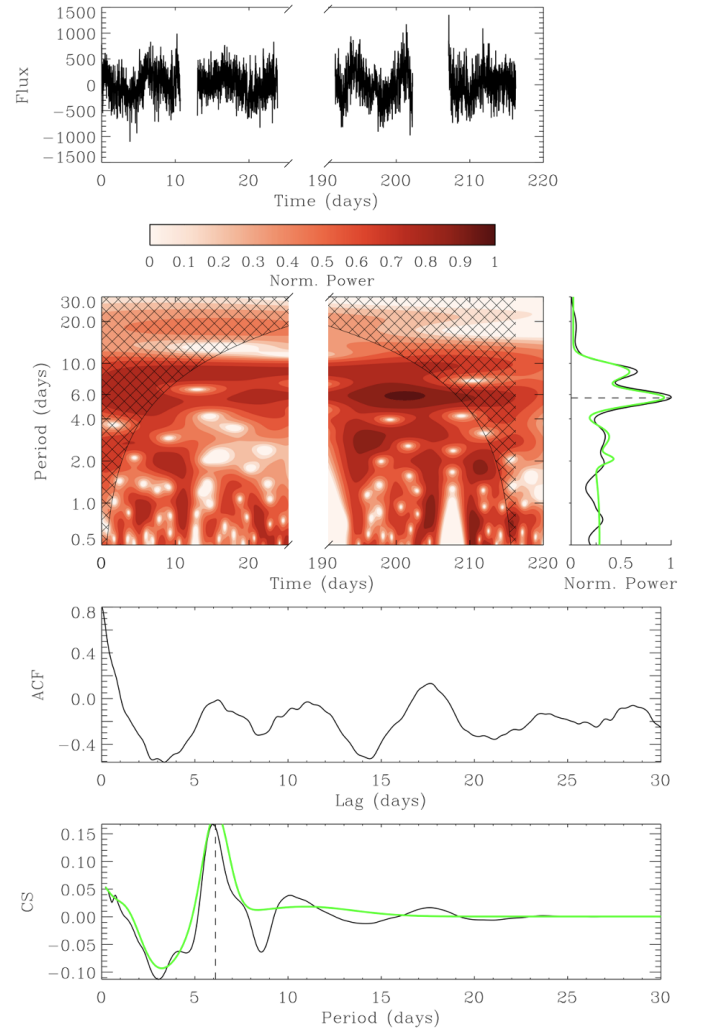 1500
1000
500
0
−500
−1000
−1500
Flux
0 10 20 190 200 210 220
Time (days)
0 0.1 0.2 0.3 0.4 0.5 0.6 0.7 0.8 0.9 1
Norm. Power
30.0
20.0
10.0
6.0
4.0
2.0
1.0
0.5
Period (days)
0 10 20 190 200 210 220
Time (days)
0 0.5 1
Norm. Power
0.8
0.4
0.0
−0.4
ACF
0 5 10 15 20 25 30
Lag (days)
0.15
0.10
0.05
0.00
−0.05
−0.10
CS
0 5 10 15 20 25 30
Period (days)